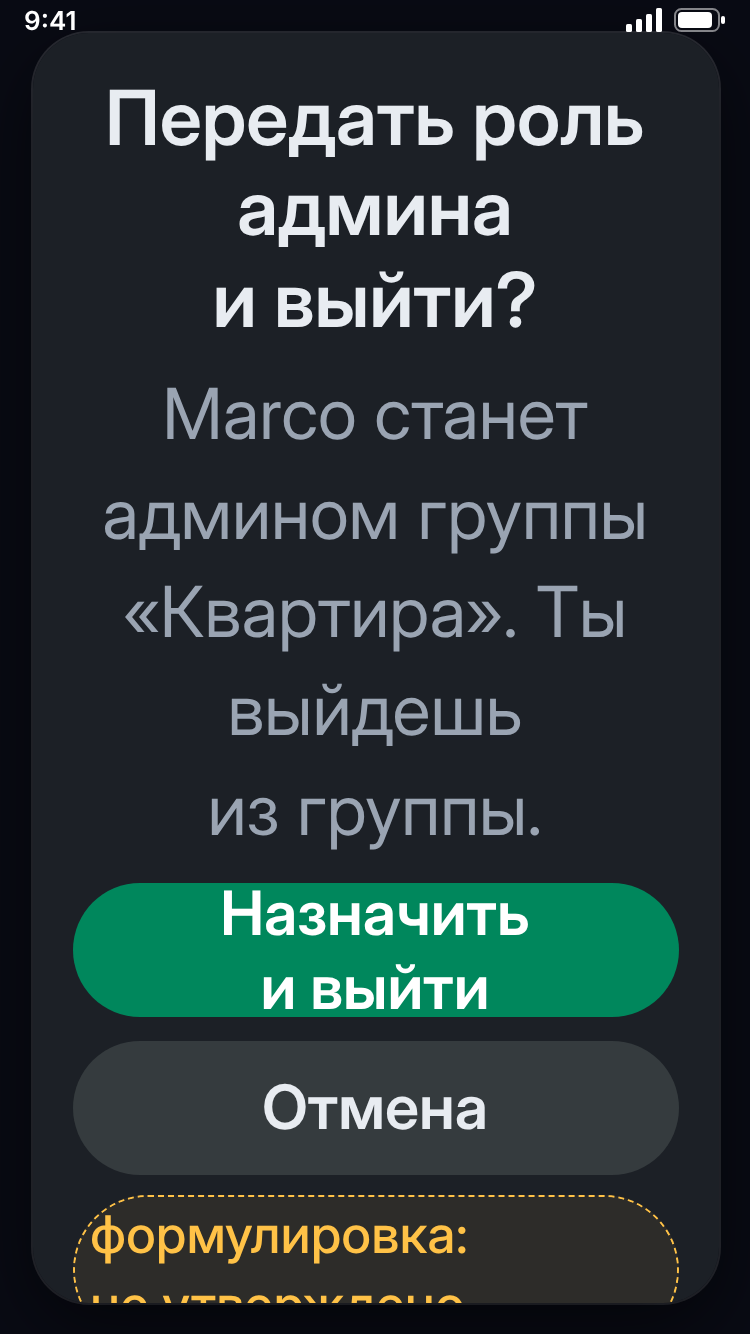 9:41
Передать роль
админа
и выйти?
Marco станет
админом группы
«Квартира». Ты
выйдешь
из группы.
Назначить
и выйти
Отмена
формулировка: